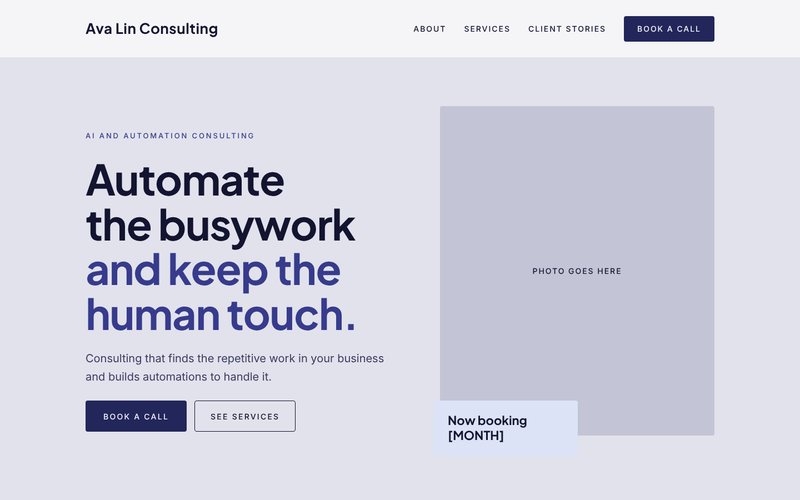 Ava Lin Consulting
ABOUT
SERVICES
CLIENT STORIES
BOOK A CALL
AI AND AUTOMATION CONSULTING
Automate
the busywork
and keep the
human touch.
Consulting that finds the repetitive work in your business
and builds automations to handle it.
BOOK A CALL
SEE SERVICES
PHOTO GOES HERE
Now booking
[MONTH]